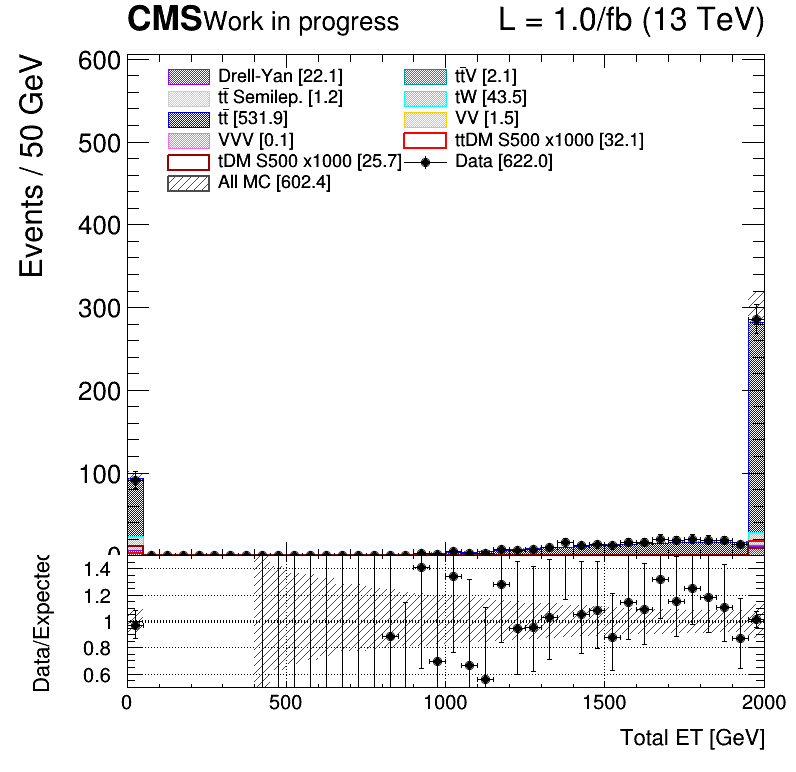 CMS Work in progress L = 1.0/fb (13 TeV)
Events / 50 GeV
600
500
400
300
200
100
0
Drell-Yan [22.1] tt̄V [2.1]
tt̄ Semilep. [1.2] tW [43.5]
tt̄ [531.9] VV [1.5]
VVV [0.1] ttDM S500 x1000 [32.1]
tDM S500 x1000 [25.7] Data [622.0]
All MC [602.4]
Data/Expected
1.4
1.2
1
0.8
0.6
0 500 1000 1500 2000
Total ET [GeV]